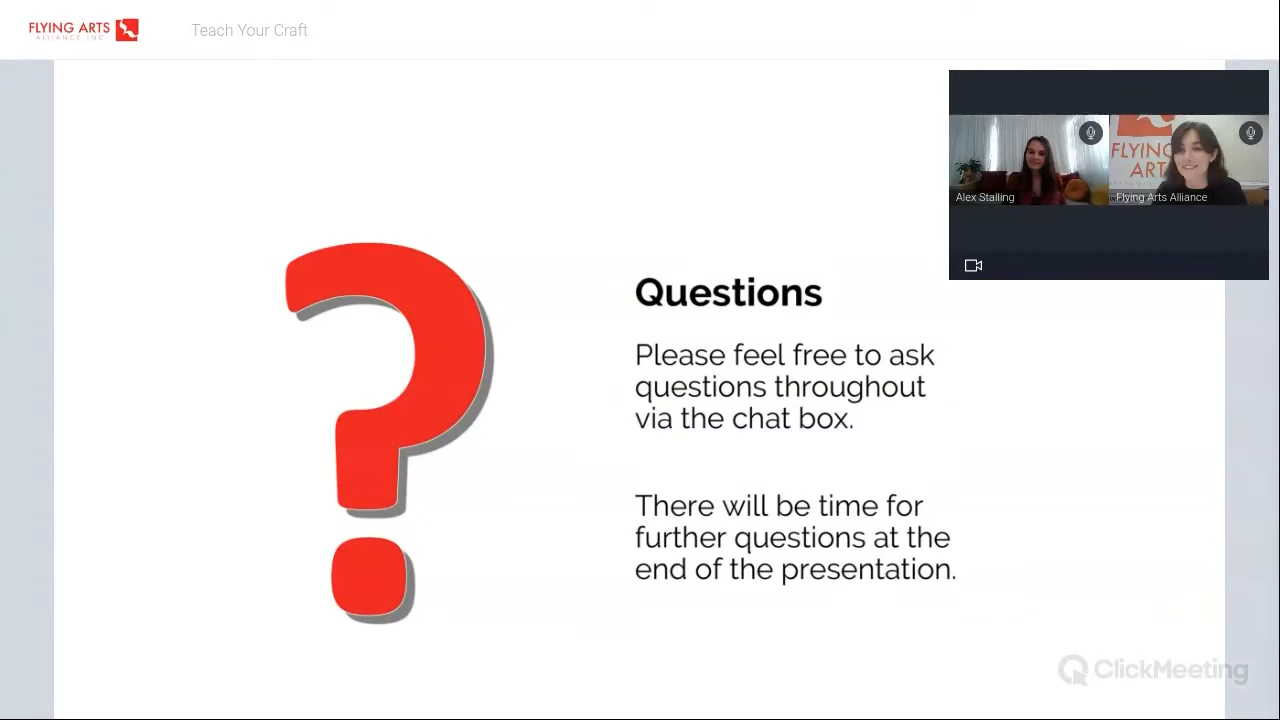 FLYING ARTS
ALLIANCE INC
Teach Your Craft
FLYING
ARTS
Alex Stalling
Flying Arts Alliance
Questions
Please feel free to ask
questions throughout
via the chat box.
There will be time for
further questions at the
end of the presentation.
ClickMeeting